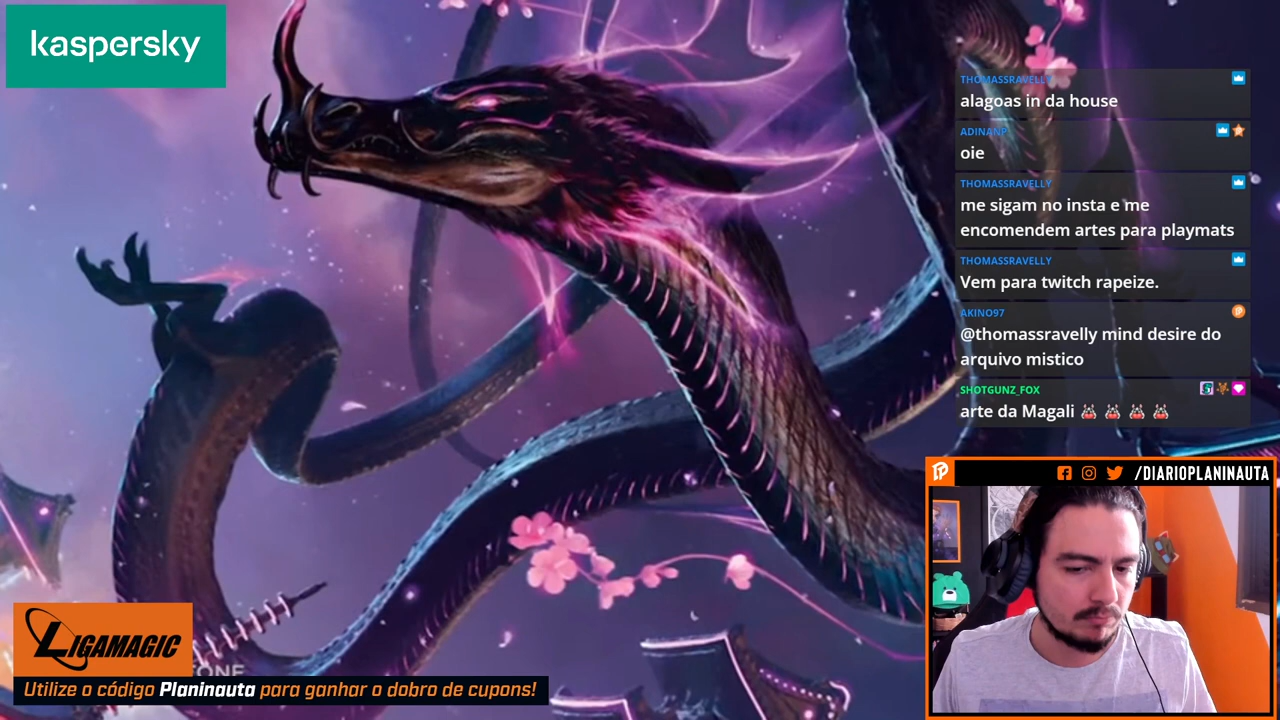 kaspersky
THOMASSRAVELLY
alagoas in da house
ADINANP
oie
THOMASSRAVELLY
me sigam no insta e me
encomendem artes para playmats
THOMASSRAVELLY
Vem para twitch rapeize.
AKINO97
@thomassravelly mind desire do
arquivo mistico
SHOTGUNZ_FOX
arte da Magali
/DIARIOPLANINAUTA
LIGAMAGIC
Utilize o código Planinauta para ganhar o dobro de cupons!